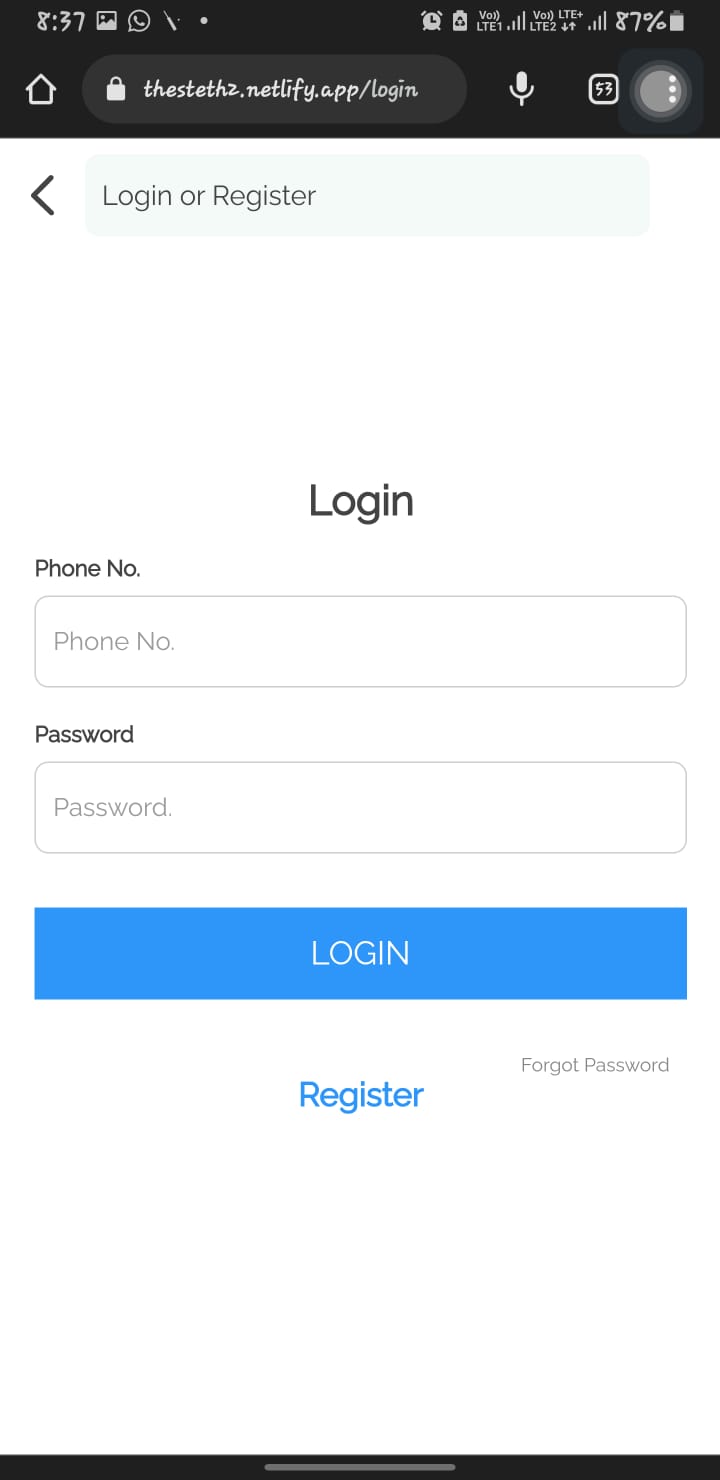 8:37 Vo)) LTE1 Vo)) LTE+ LTE2 87%
thestethz.netlify.app/login 53
Login or Register
Login
Phone No.
Phone No.
Password
Password.
LOGIN
Forgot Password
Register